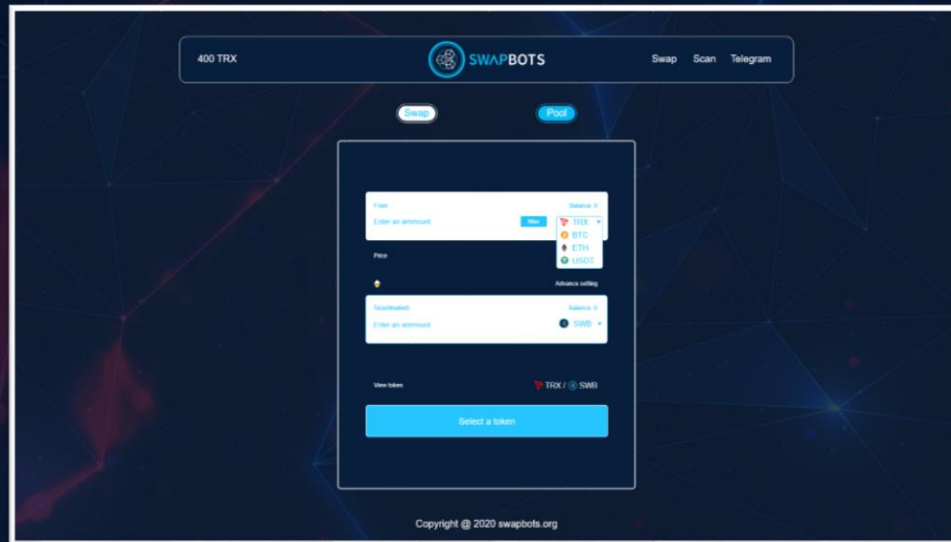 400 TRX
SWAPBOTS
Swap Scan Telegram
Swap
Pool
From
Balance: 0
Enter an ammount
Max
TRX
BTC
ETH
USDT
Price
Advance setting
To(estimated)
Balance: 0
Enter an ammount
SWB
View token
TRX / SWB
Select a token
Copyright @ 2020 swapbots.org